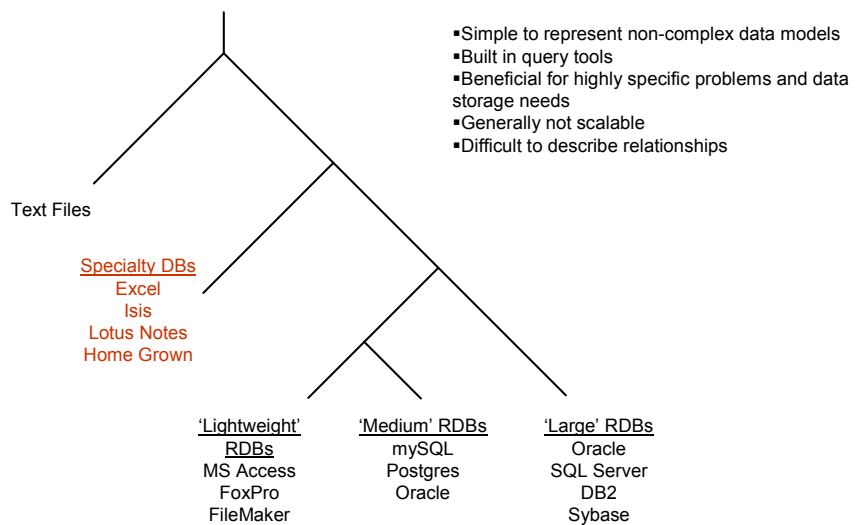 ▪Simple to represent non-complex data models
▪Built in query tools
▪Beneficial for highly specific problems and data
storage needs
▪Generally not scalable
▪Difficult to describe relationships
Text Files
Specialty DBs
Excel
Isis
Lotus Notes
Home Grown
‘Lightweight’
RDBs
MS Access
FoxPro
FileMaker
‘Medium’ RDBs
mySQL
Postgres
Oracle
‘Large’ RDBs
Oracle
SQL Server
DB2
Sybase